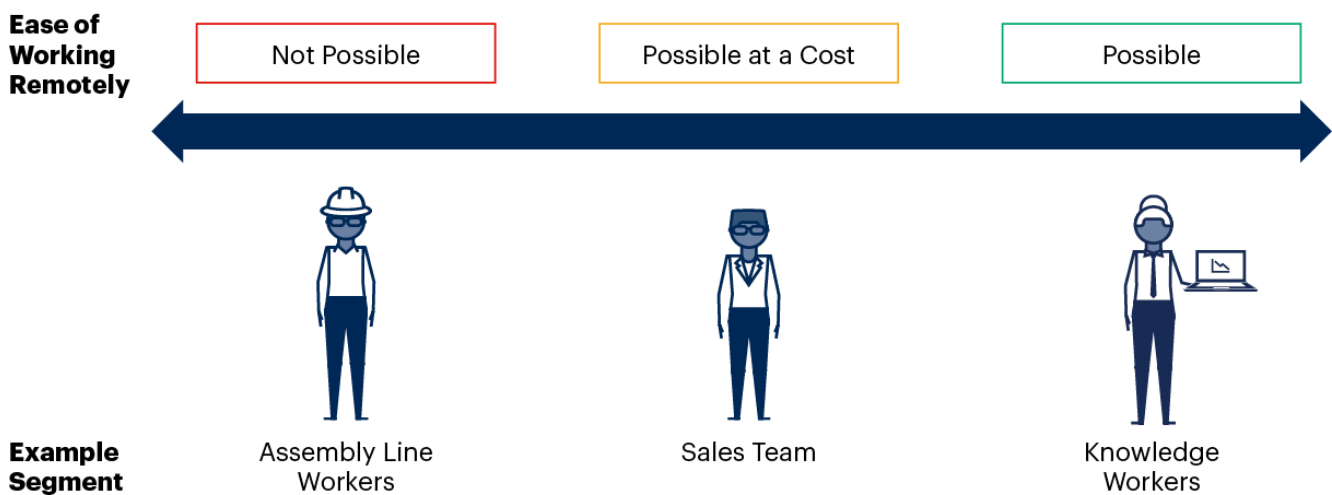 Ease of
Working
Remotely
Not Possible
Possible at a Cost
Possible
Example
Segment
Assembly Line
Workers
Sales Team
Knowledge
Workers